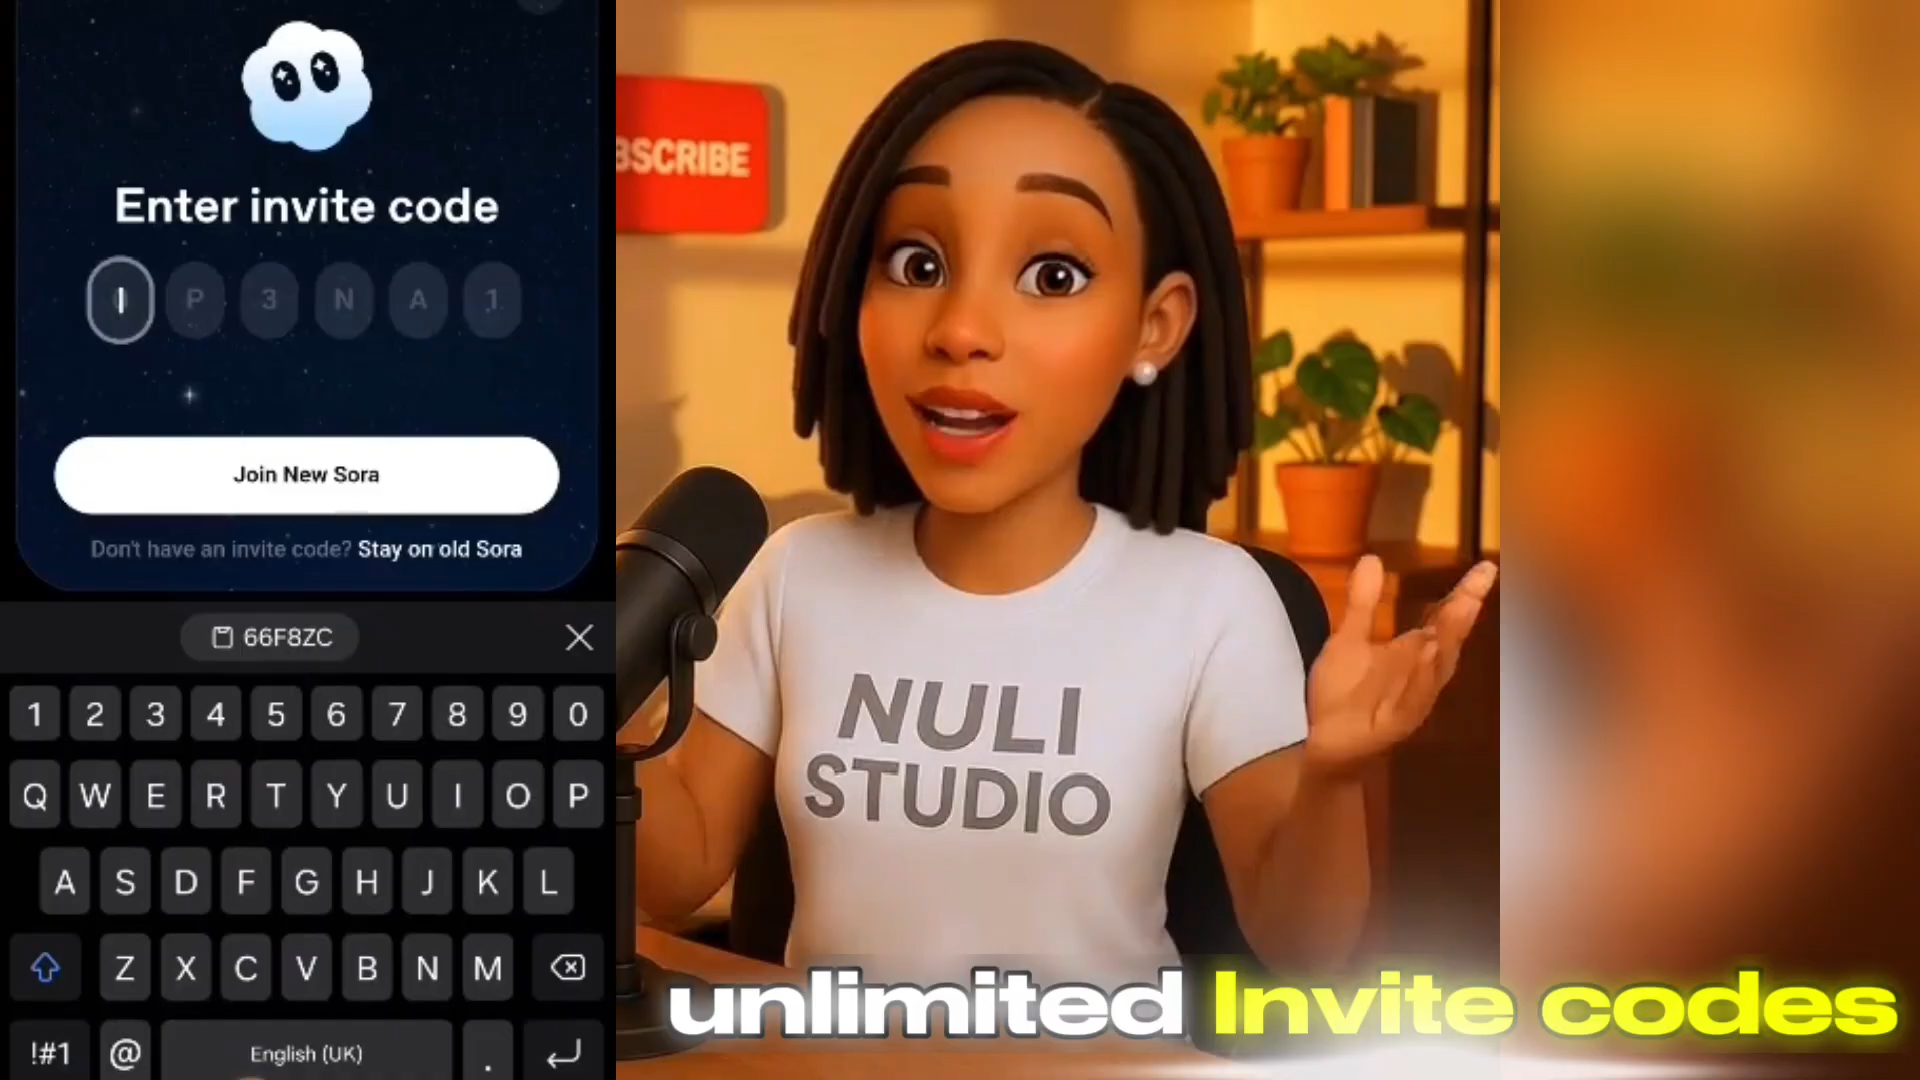 Enter invite code
P 3 N A 1
Join New Sora
Don't have an invite code? Stay on old Sora
66F8ZC
1 2 3 4 5 6 7 8 9 0
Q W E R T Y U I O P
A S D F G H J K L
Z X C V B N M
!#1 @ English (UK) .
BSCRIBE
NULI
STUDIO
unlimited Invite codes